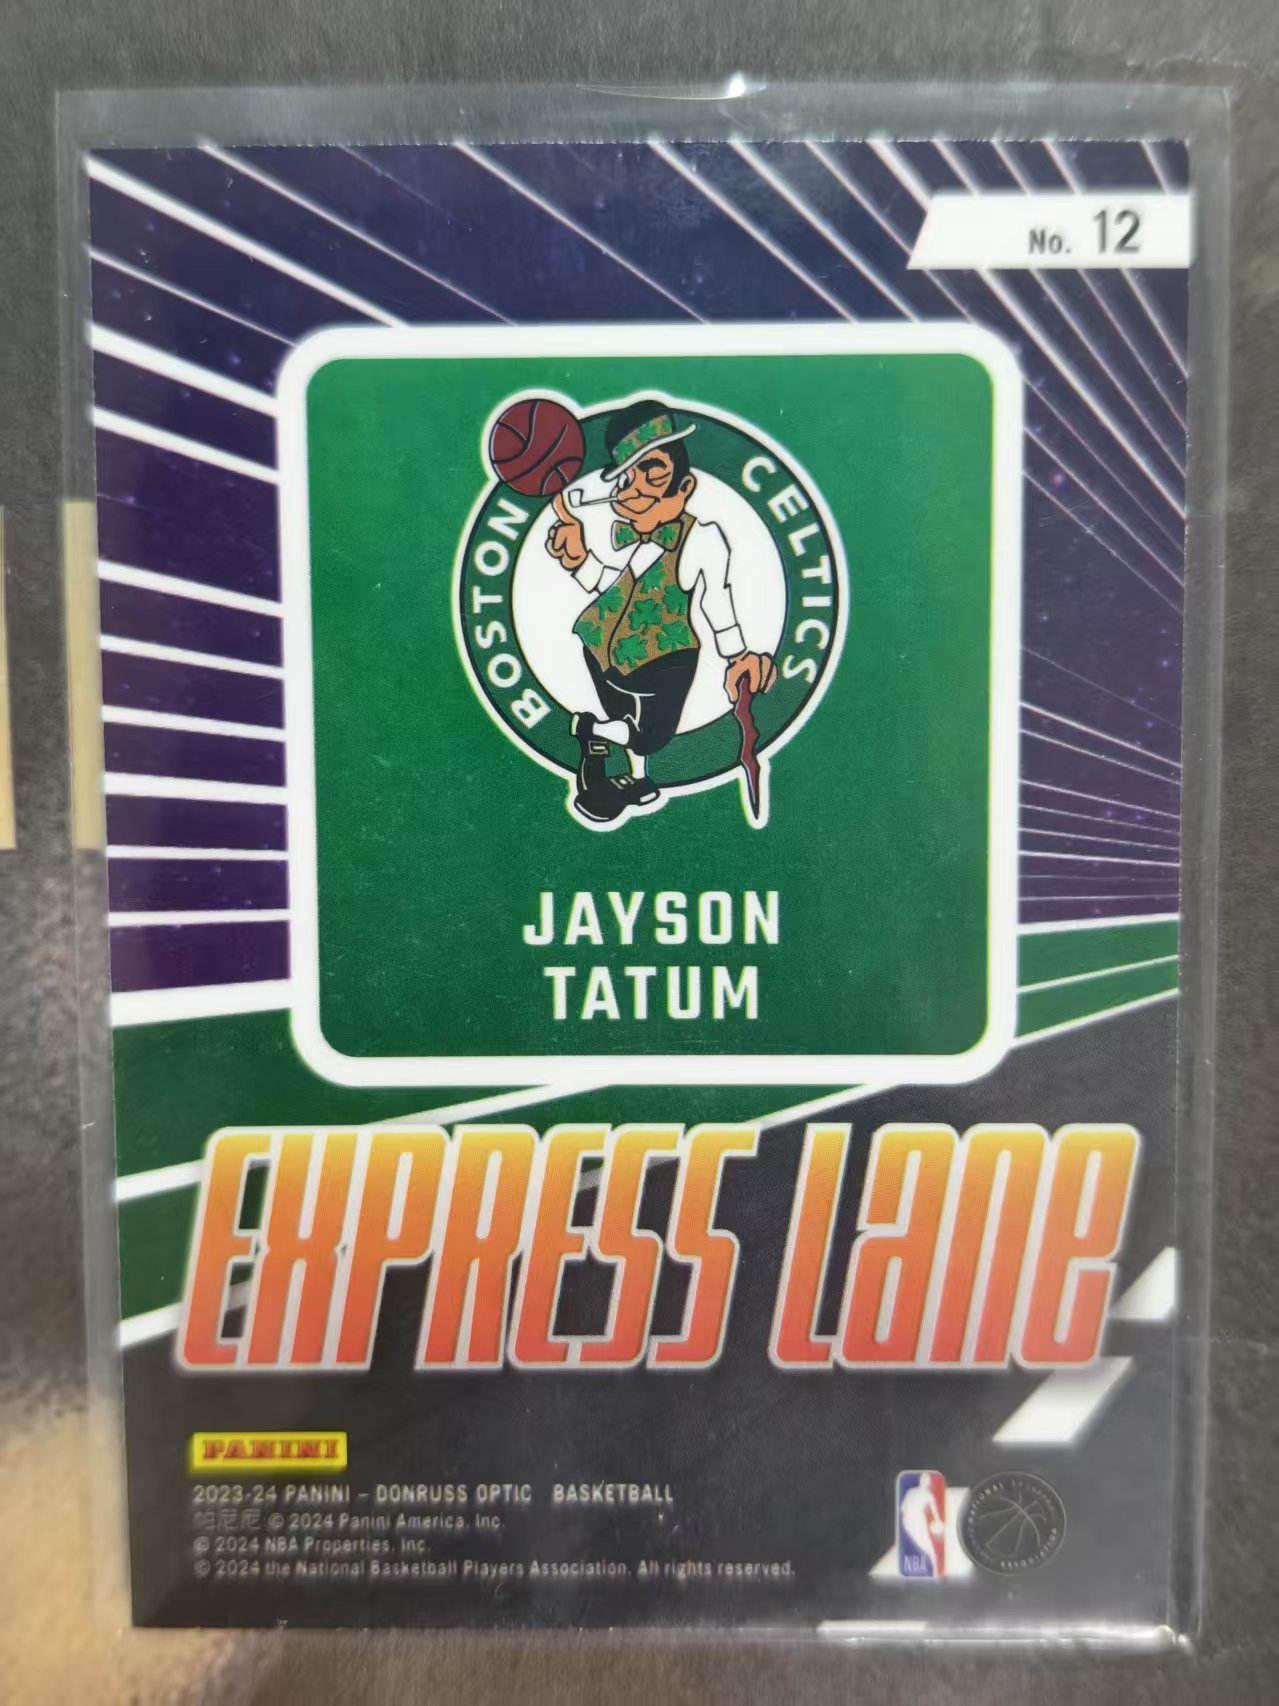 No. 12
BOSTON CELTICS
JAYSON
TATUM
EXPRESS LANE
PANINI
2023-24 PANINI – DONRUSS OPTIC BASKETBALL
帕尼尼 © 2024 Panini America, Inc.
© 2024 NBA Properties, Inc.
© 2024 the National Basketball Players Association. All rights reserved.
NBA